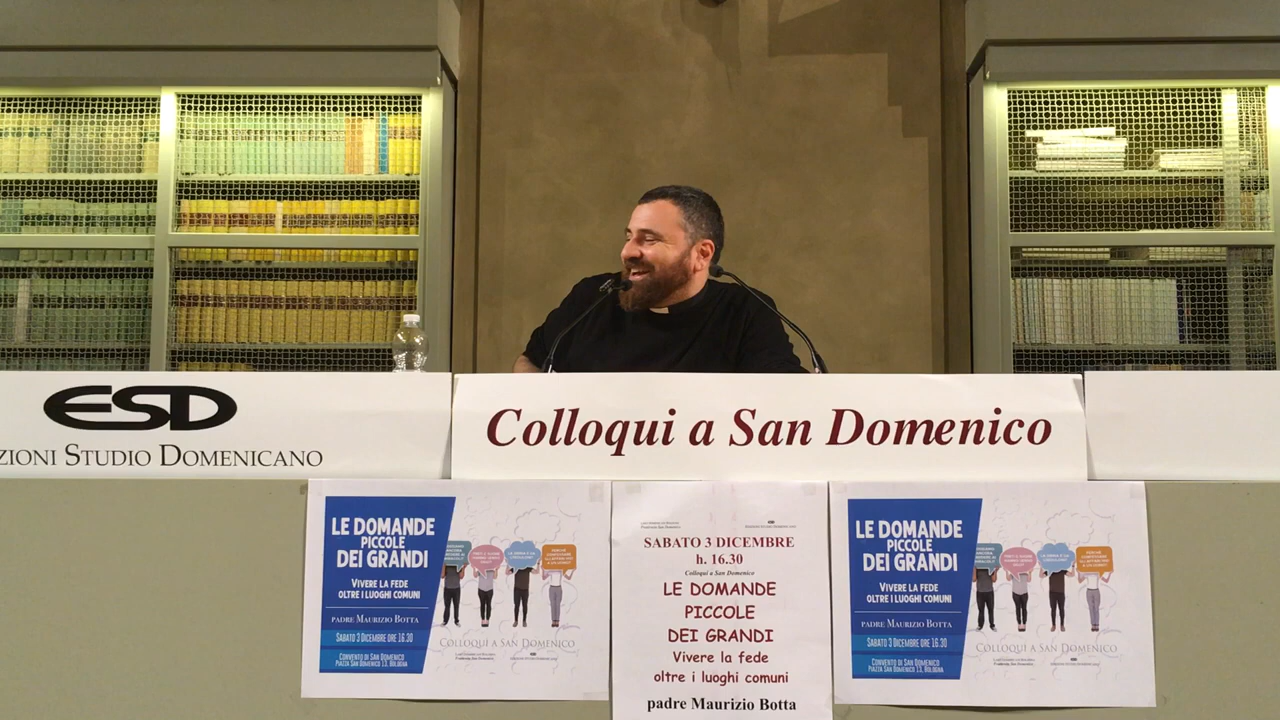 ESD
ZIONI STUDIO DOMENICANO
Colloqui a San Domenico
LE DOMANDE
PICCOLE
DEI GRANDI
VIVERE LA FEDE
OLTRE I LUOGHI COMUNI
PADRE MAURIZIO BOTTA
SABATO 3 DICEMBRE ORE 16.30
CONVENTO DI SAN DOMENICO
PIAZZA SAN DOMENICO 13, BOLOGNA
COLLOQUI A SAN DOMENICO
SABATO 3 DICEMBRE
h. 16.30
Colloqui a San Domenico
LE DOMANDE
PICCOLE
DEI GRANDI
Vivere la fede
oltre i luoghi comuni
padre Maurizio Botta
LE DOMANDE
PICCOLE
DEI GRANDI
VIVERE LA FEDE
OLTRE I LUOGHI COMUNI
PADRE MAURIZIO BOTTA
SABATO 3 DICEMBRE ORE 16.30
CONVENTO DI SAN DOMENICO
PIAZZA SAN DOMENICO 13, BOLOGNA
COLLOQUI A SAN DOMENICO